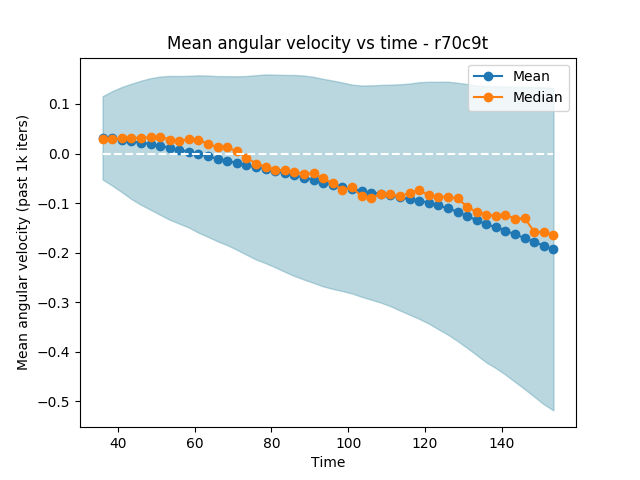 Mean angular velocity vs time - r70c9t
Mean
Median
Mean angular velocity (past 1k iters)
0.1
0.0
−0.1
−0.2
−0.3
−0.4
−0.5
40
60
80
100
120
140
Time